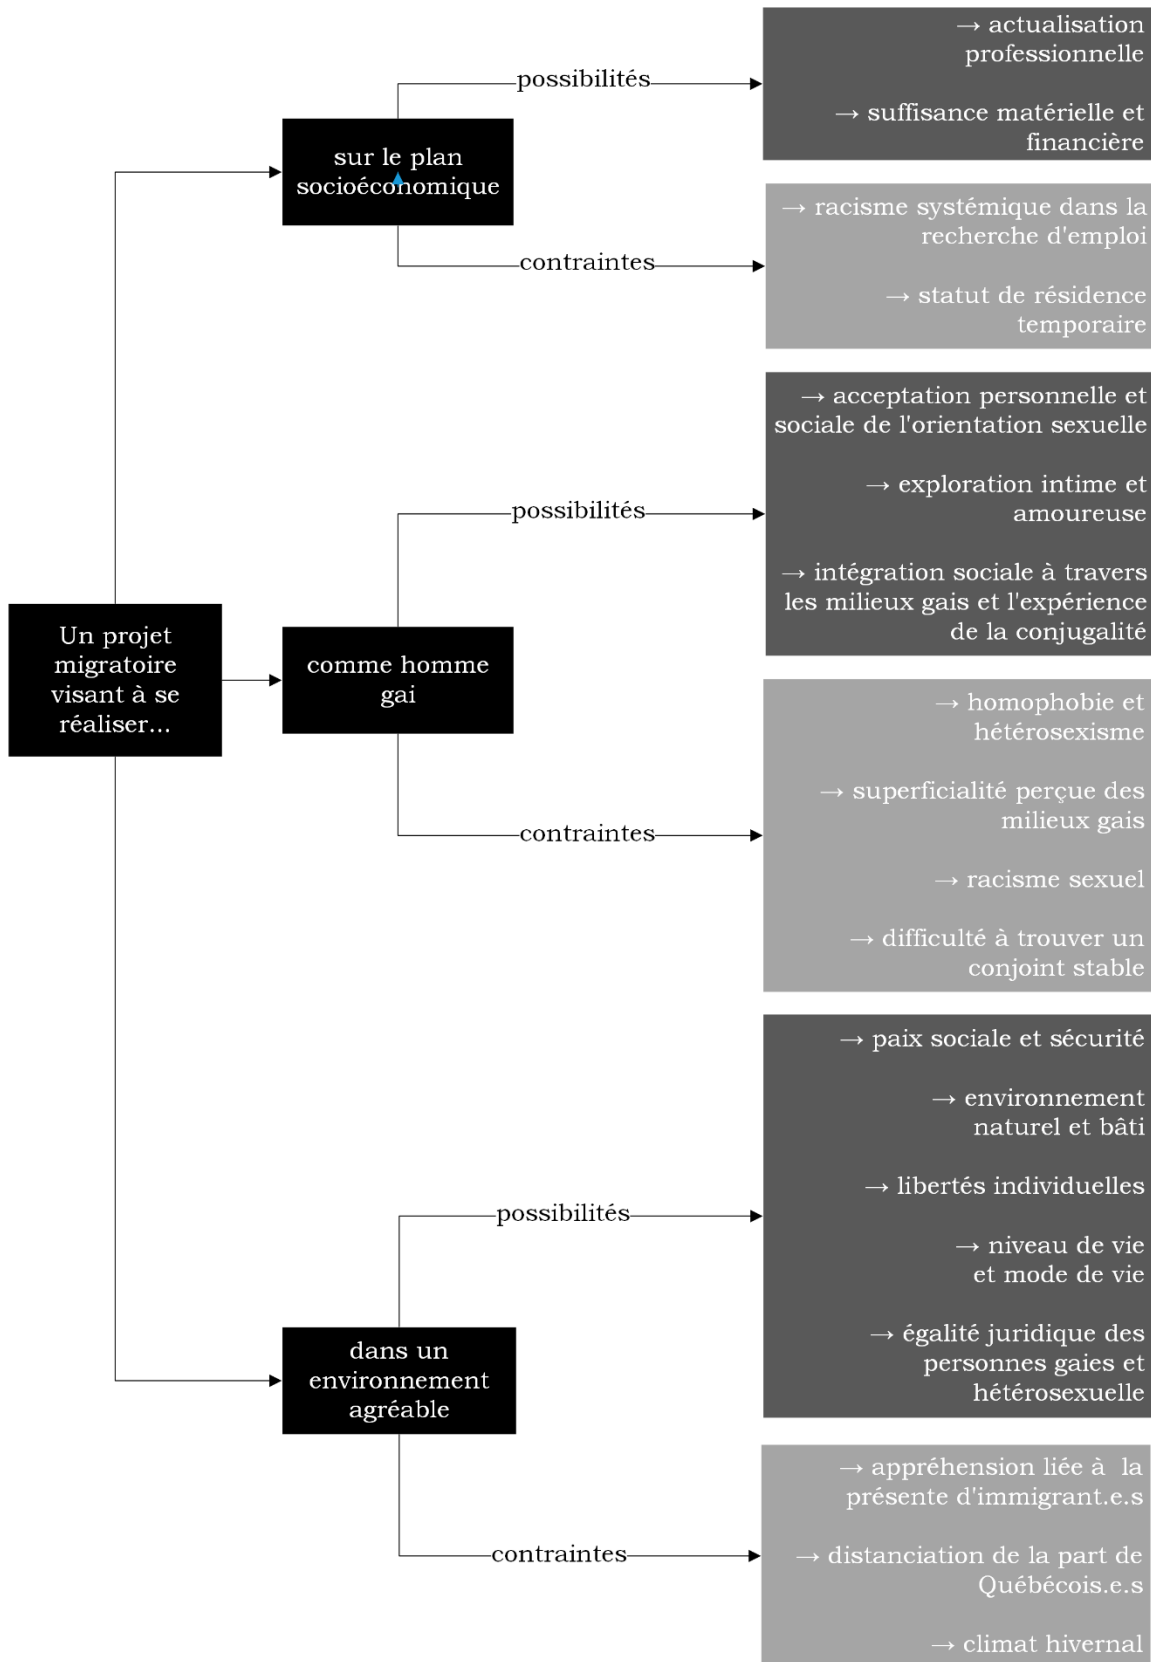 Un projet
migratoire
visant à se
réaliser...
sur le plan
socioéconomique
possibilités
→ actualisation
professionnelle
→ suffisance matérielle et
financière
contraintes
→ racisme systémique dans la
recherche d'emploi
→ statut de résidence
temporaire
comme homme
gai
possibilités
→ acceptation personnelle et
sociale de l'orientation sexuelle
→ exploration intime et
amoureuse
→ intégration sociale à travers
les milieux gais et l'expérience
de la conjugalité
contraintes
→ homophobie et
hétérosexisme
→ superficialité perçue des
milieux gais
→ racisme sexuel
→ difficulté à trouver un
conjoint stable
dans un
environnement
agréable
possibilités
→ paix sociale et sécurité
→ environnement
naturel et bâti
→ libertés individuelles
→ niveau de vie
et mode de vie
→ égalité juridique des
personnes gaies et
hétérosexuelle
contraintes
→ appréhension liée à  la
présente d'immigrant.e.s
→ distanciation de la part de
Québécois.e.s
→ climat hivernal